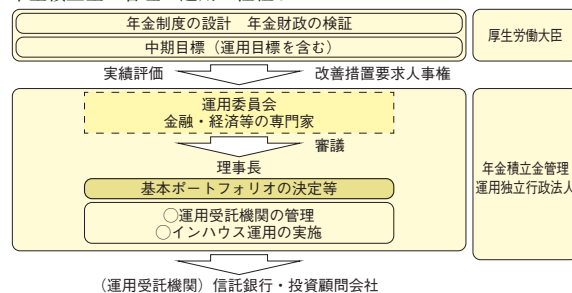 年金制度の設計 年金財政の検証
中期目標（運用目標を含む）
厚生労働大臣
実績評価
改善措置要求人事権
運用委員会
金融・経済等の専門家
審議
理事長
基本ポートフォリオの決定等
○運用受託機関の管理
○インハウス運用の実施
年金積立金管理
運用独立行政法人
（運用受託機関）信託銀行・投資顧問会社